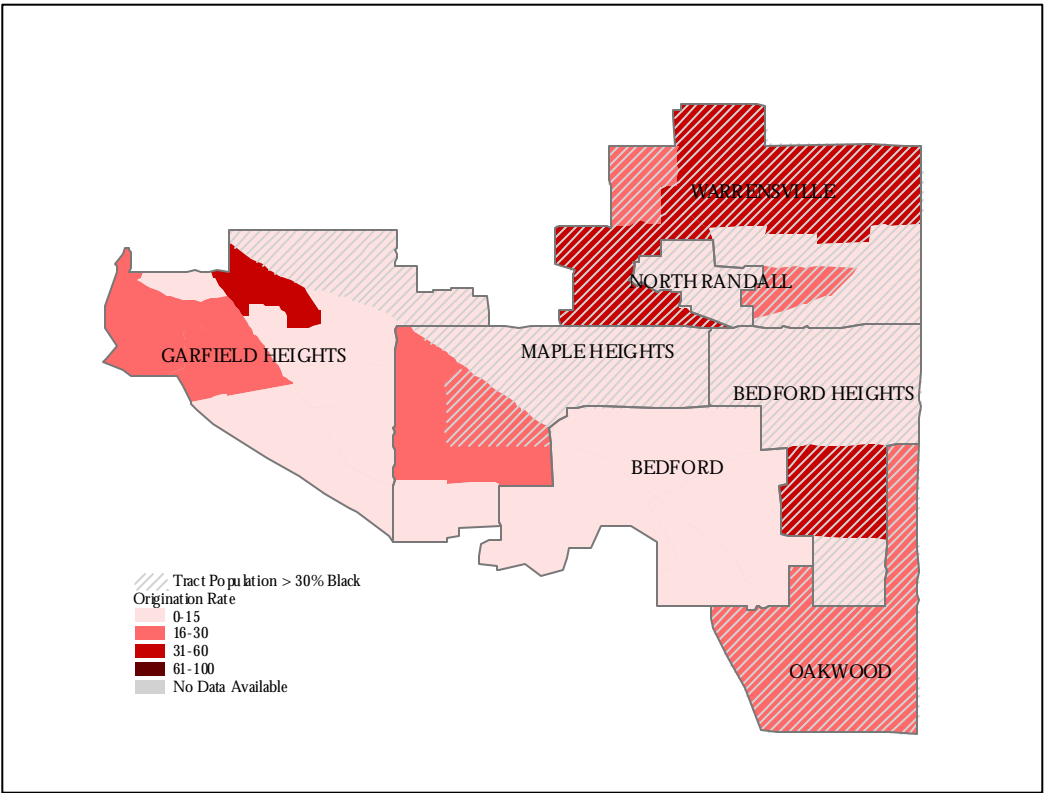 WARRENSVILLE
NORTH RANDALL
MAPLE HEIGHTS
GARFIELD HEIGHTS
BEDFORD HEIGHTS
BEDFORD
OAKWOOD
Tract Population > 30% Black
Origination Rate
0-15
16-30
31-60
61-100
No Data Available